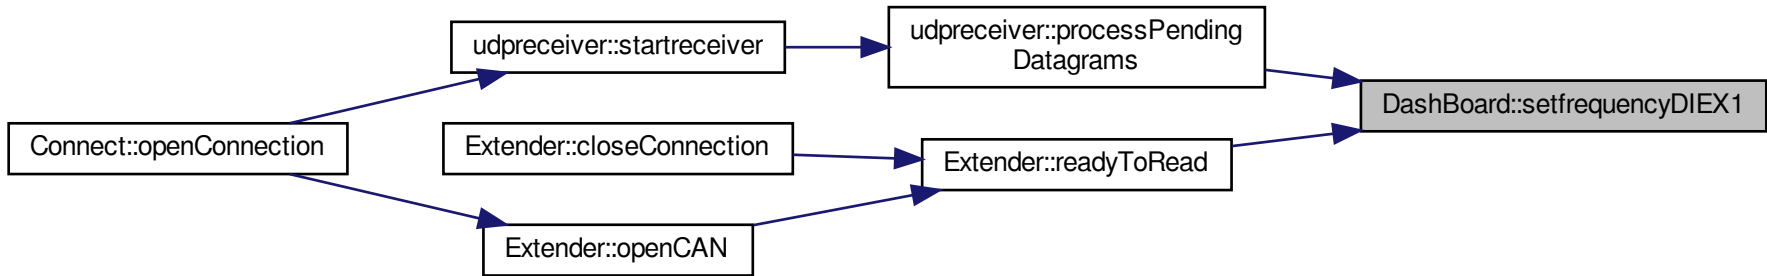 udpreceiver::startreceiver
udpreceiver::processPending
Datagrams
DashBoard::setfrequencyDIEX1
Connect::openConnection
Extender::closeConnection
Extender::readyToRead
Extender::openCAN